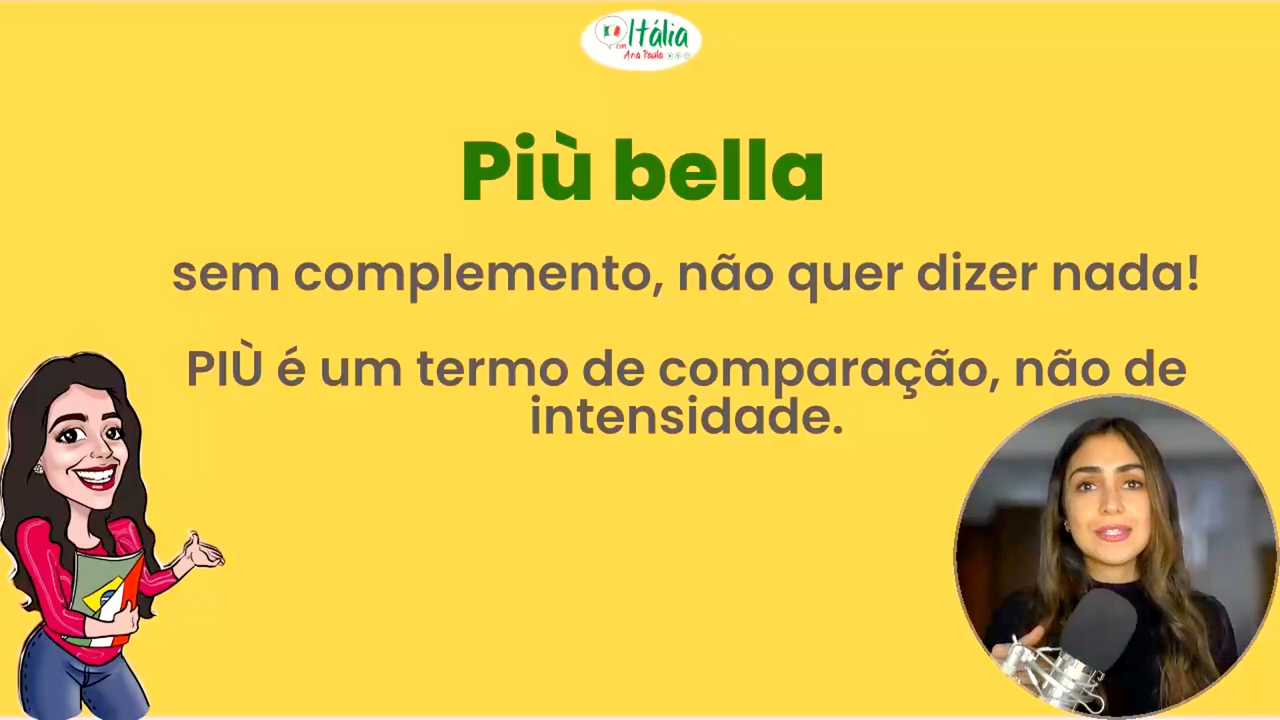 Itália
com
Ana Paula
Più bella
sem complemento, não quer dizer nada!
PIÙ é um termo de comparação, não de
intensidade.